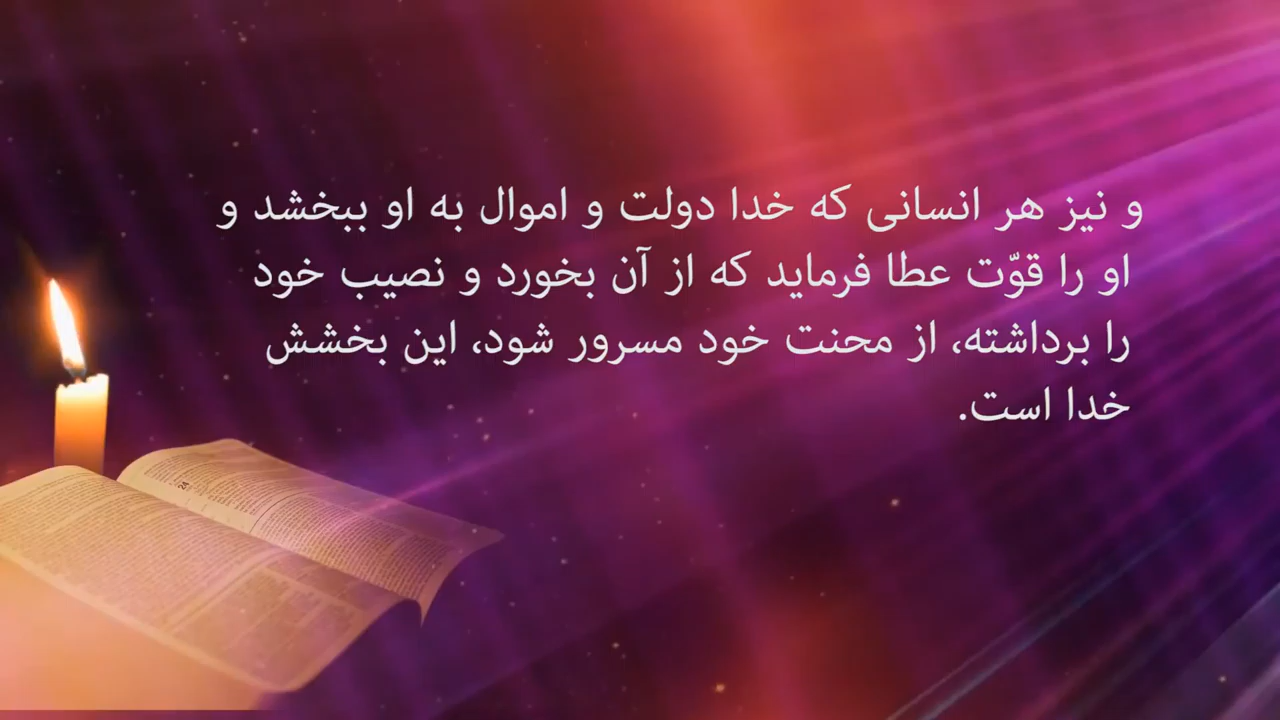 و نیز هر انسانی که خدا دولت و اموال به او ببخشد و
او را قوّت عطا فرماید که از آن بخورد و نصیب خود
را برداشته، از محنت خود مسرور شود، این بخشش
خدا است.
24